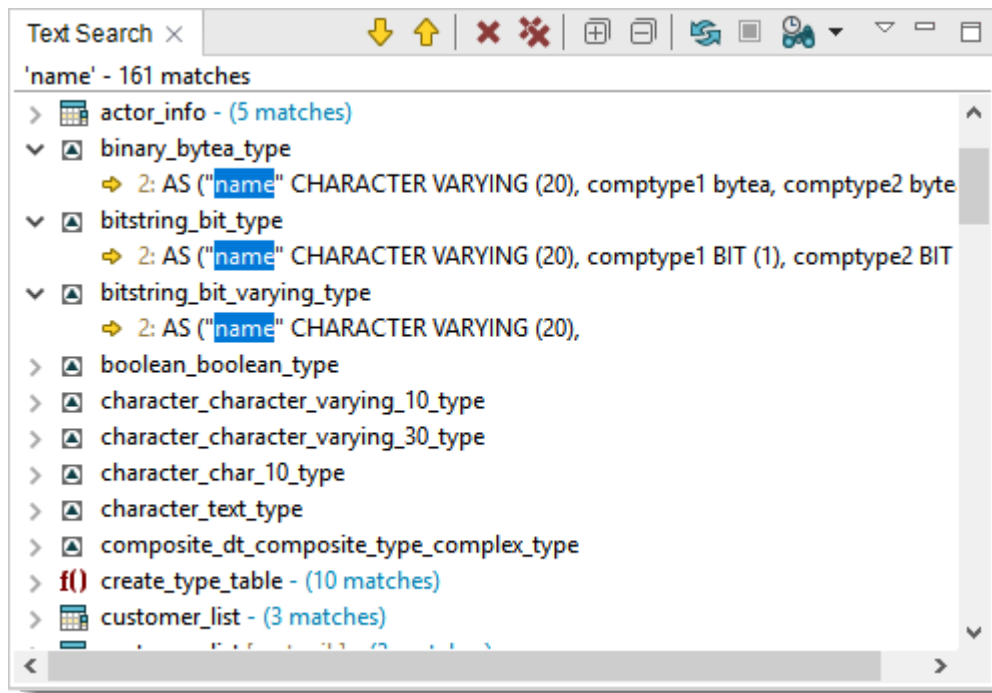 Text Search
'name' - 161 matches
actor_info - (5 matches)
binary_bytea_type
2: AS ("name" CHARACTER VARYING (20), comptype1 bytea, comptype2 byte
bitstring_bit_type
2: AS ("name" CHARACTER VARYING (20), comptype1 BIT (1), comptype2 BIT
bitstring_bit_varying_type
2: AS ("name" CHARACTER VARYING (20),
boolean_boolean_type
character_character_varying_10_type
character_character_varying_30_type
character_char_10_type
character_text_type
composite_dt_composite_type_complex_type
f() create_type_table - (10 matches)
customer_list - (3 matches)